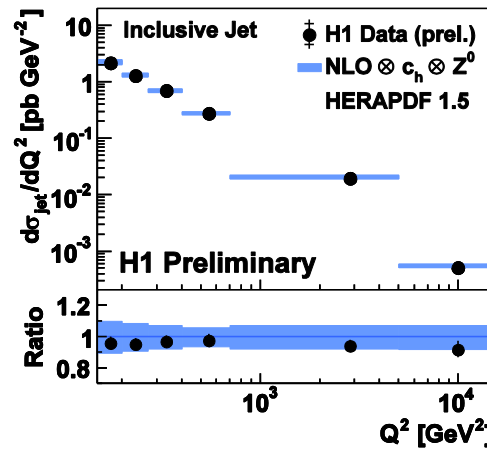 Inclusive Jet
H1 Data (prel.)
NLO ⊗ c_h ⊗ Z^0
HERAPDF 1.5
dσ_jet/dQ^2 [pb GeV^-2]
10
1
10^-1
10^-2
10^-3
H1 Preliminary
Ratio
1.2
1
0.8
10^3
10^4
Q^2 [GeV^2]